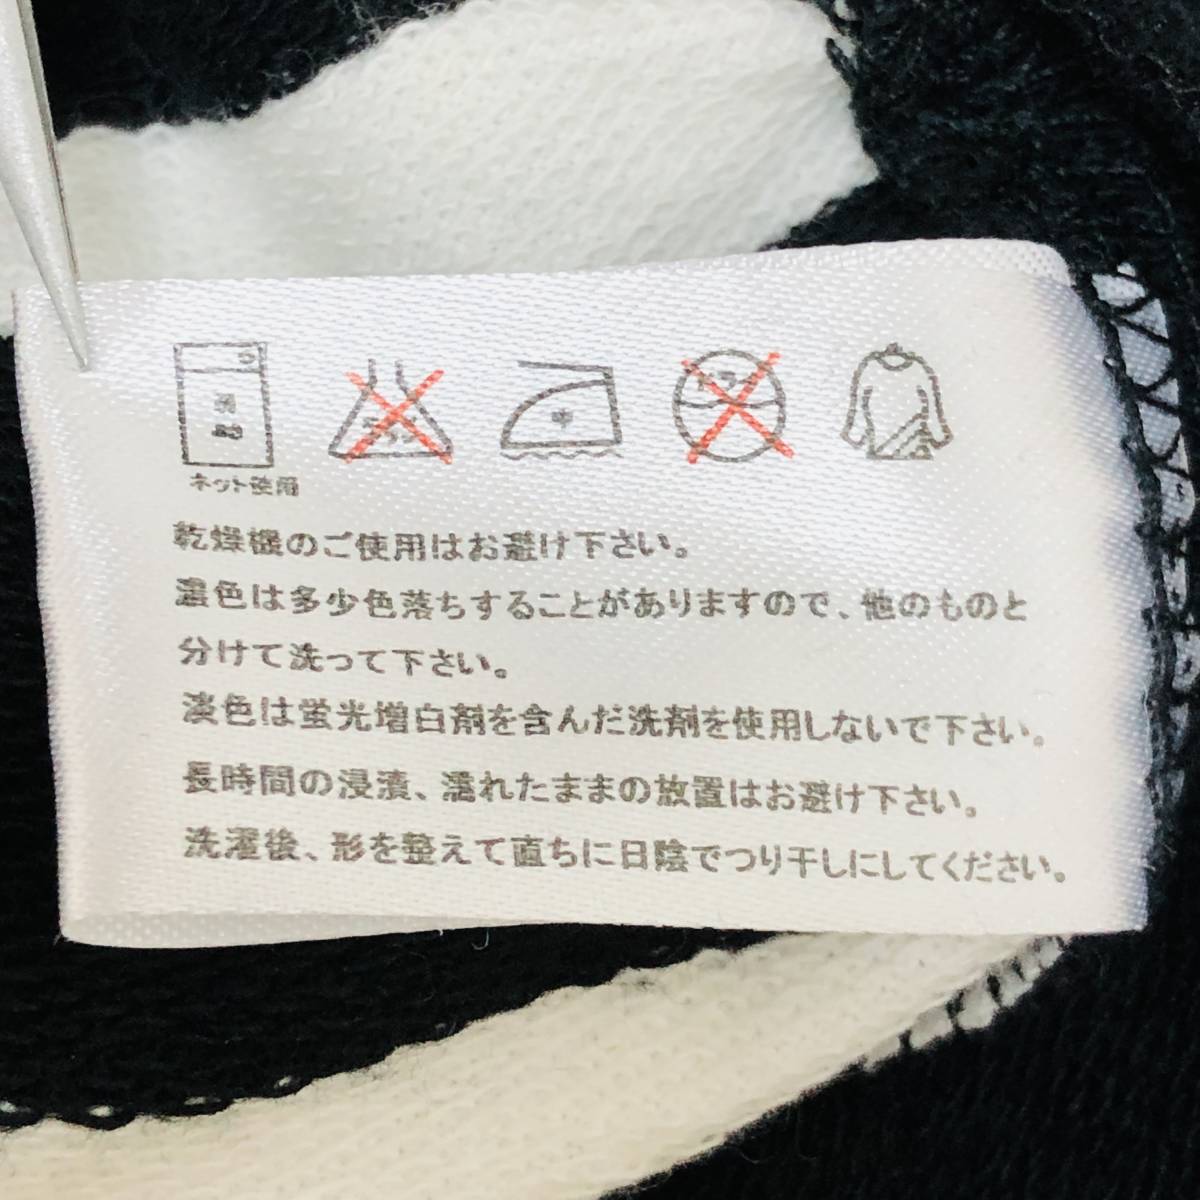 弱
ネット使用
中
乾燥機のご使用はお避け下さい。
濃色は多少色落ちすることがありますので、他のものと
分けて洗って下さい。
淡色は蛍光増白剤を含んだ洗剤を使用しないで下さい。
長時間の浸漬、濡れたままの放置はお避け下さい。
洗濯後、形を整えて直ちに日陰でつり干しにしてください。